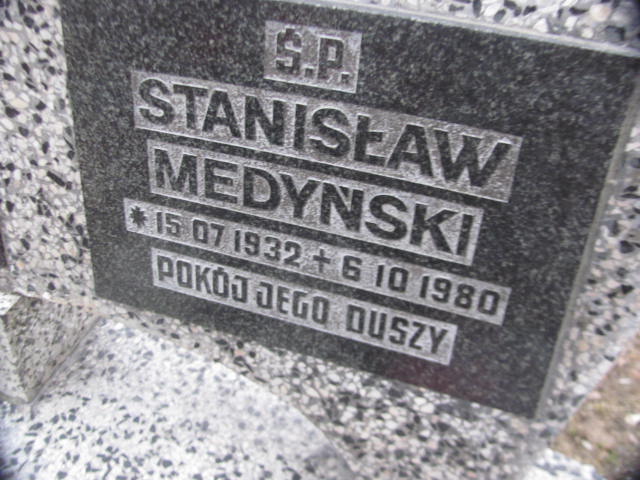 Ś.P.
STANISŁAW
MEDYŃSKI
* 15 07 1932 + 6 10 1980
POKÓJ JEGO DUSZY